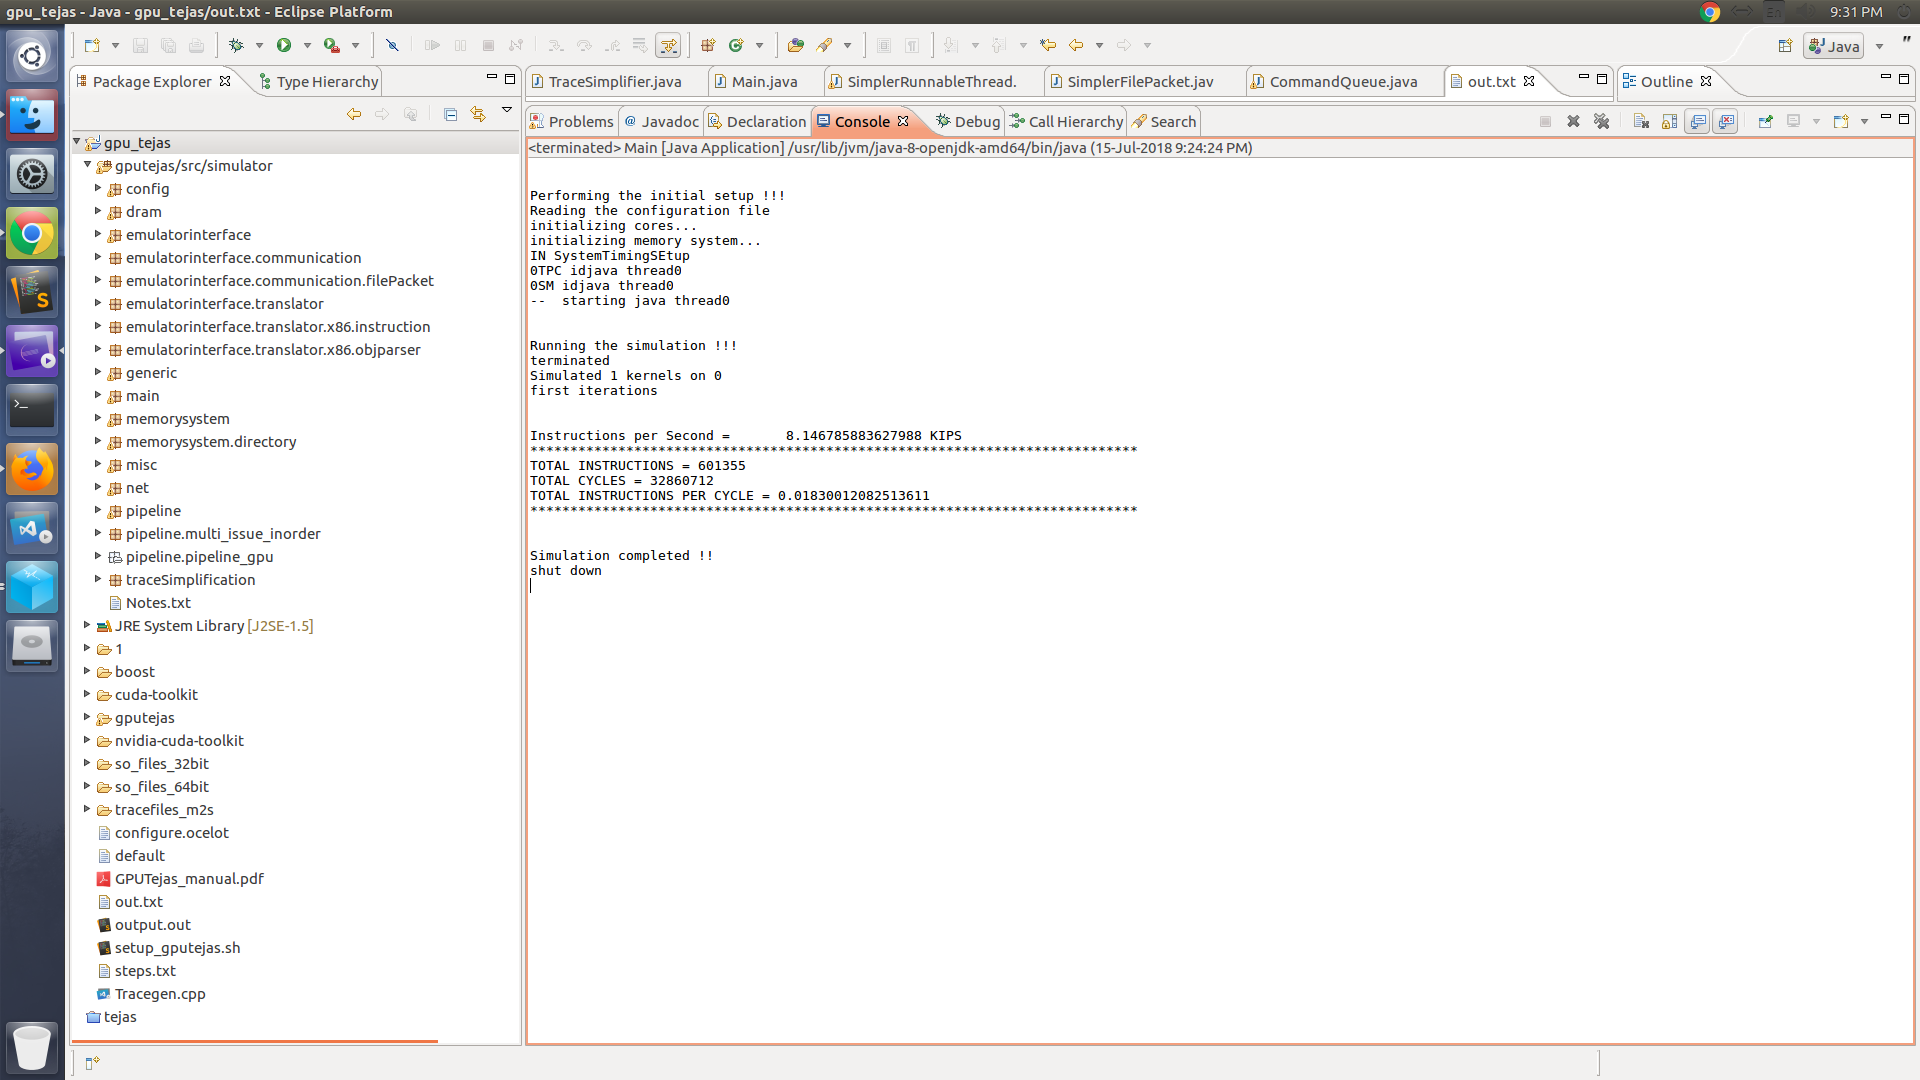 gpu_tejas - Java - gpu_tejas/out.txt - Eclipse Platform
9:31 PM
Java
Package Explorer
Type Hierarchy
TraceSimplifier.java
Main.java
SimplerRunnableThread.
SimplerFilePacket.jav
CommandQueue.java
out.txt
Outline
Problems
@ Javadoc
Declaration
Console
Debug
Call Hierarchy
Search
<terminated> Main [Java Application] /usr/lib/jvm/java-8-openjdk-amd64/bin/java (15-Jul-2018 9:24:24 PM)
gpu_tejas
gputejas/src/simulator
config
dram
emulatorinterface
emulatorinterface.communication
emulatorinterface.communication.filePacket
emulatorinterface.translator
emulatorinterface.translator.x86.instruction
emulatorinterface.translator.x86.objparser
generic
main
memorysystem
memorysystem.directory
misc
net
pipeline
pipeline.multi_issue_inorder
pipeline.pipeline_gpu
traceSimplification
Notes.txt
JRE System Library [J2SE-1.5]
1
boost
cuda-toolkit
gputejas
nvidia-cuda-toolkit
so_files_32bit
so_files_64bit
tracefiles_m2s
configure.ocelot
default
GPUTejas_manual.pdf
out.txt
output.out
setup_gputejas.sh
steps.txt
Tracegen.cpp
tejas
Performing the initial setup !!!
Reading the configuration file
initializing cores...
initializing memory system...
IN SystemTimingSEtup
0TPC idjava thread0
0SM idjava thread0
--  starting java thread0
Running the simulation !!!
terminated
Simulated 1 kernels on 0
first iterations
Instructions per Second =       8.146785883627988 KIPS
****************************************************************************
TOTAL INSTRUCTIONS = 601355
TOTAL CYCLES = 32860712
TOTAL INSTRUCTIONS PER CYCLE = 0.01830012082513611
****************************************************************************
Simulation completed !!
shut down